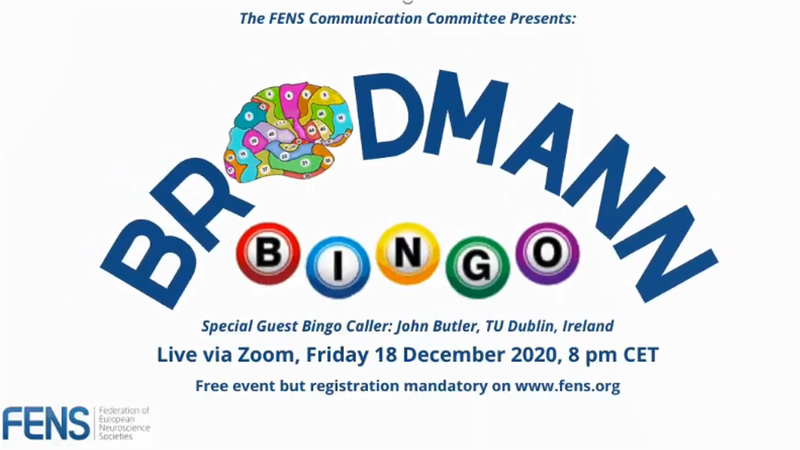 The FENS Communication Committee Presents:
BRODMANN
BINGO
Special Guest Bingo Caller: John Butler, TU Dublin, Ireland
Live via Zoom, Friday 18 December 2020, 8 pm CET
Free event but registration mandatory on www.fens.org
FENS
Federation of
European
Neuroscience
Societies